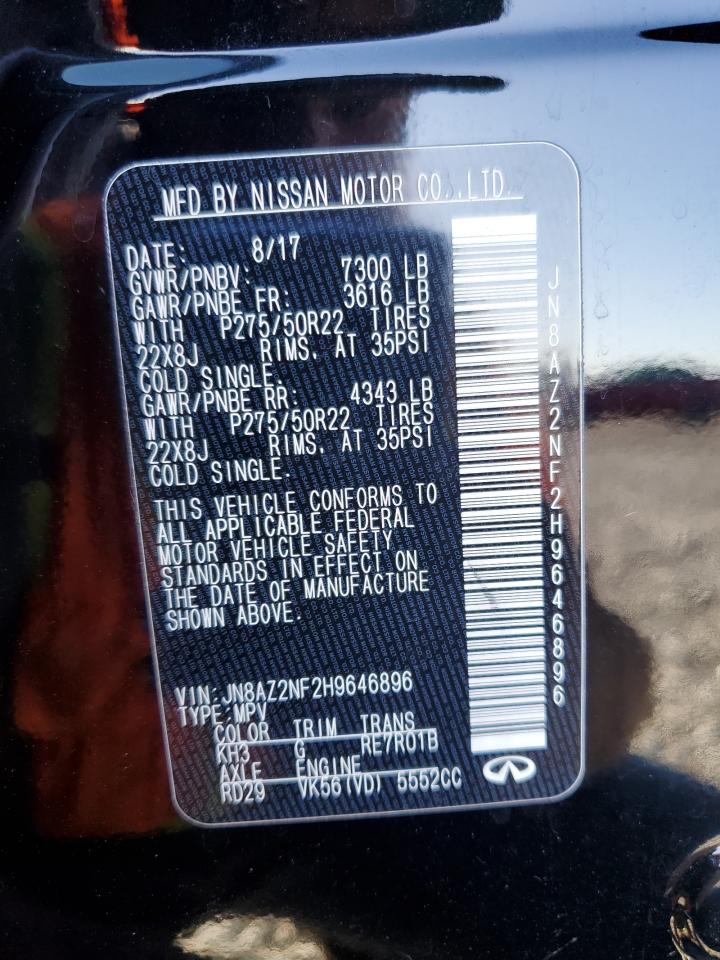 MFD BY NISSAN MOTOR CO.,LTD.
DATE: 8/17
GVWR/PNBV: 7300 LB
GAWR/PNBE FR: 3616 LB
WITH P275/50R22 TIRES
22X8J RIMS, AT 35PSI
COLD SINGLE.
GAWR/PNBE RR: 4343 LB
WITH P275/50R22 TIRES
22X8J RIMS, AT 35PSI
COLD SINGLE.
THIS VEHICLE CONFORMS TO
ALL APPLICABLE FEDERAL
MOTOR VEHICLE SAFETY
STANDARDS IN EFFECT ON
THE DATE OF MANUFACTURE
SHOWN ABOVE.
VIN:JN8AZ2NF2H9646896
TYPE:MPV
COLOR TRIM TRANS
KH3 G RE7R01B
AXLE ENGINE
RD29 VK56(VD) 5552CC
JN8AZ2NF2H9646896